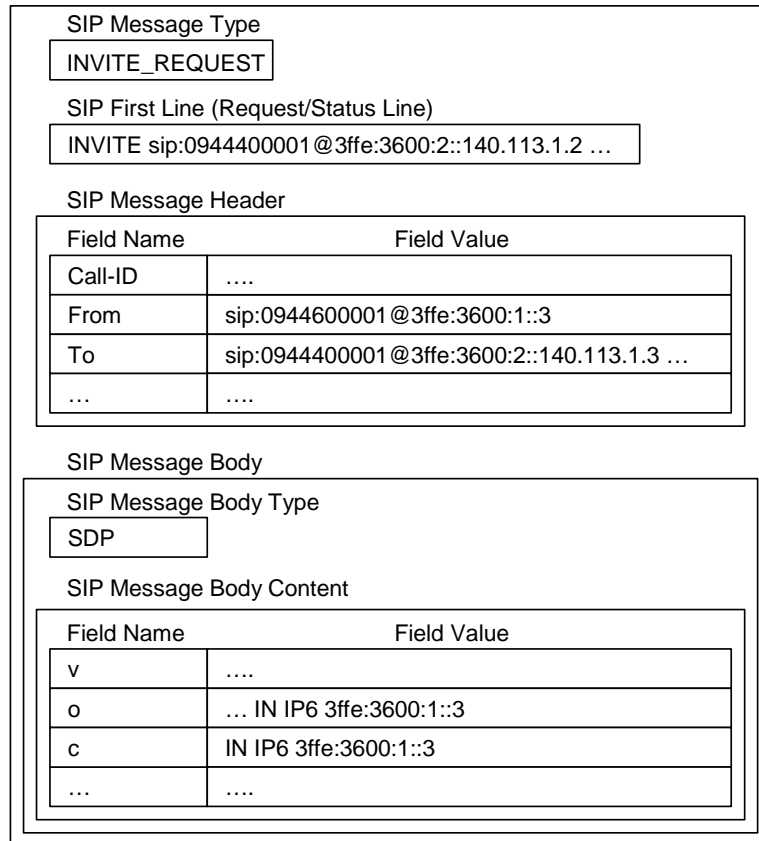 SIP Message Type
INVITE_REQUEST
SIP First Line (Request/Status Line)
INVITE sip:0944400001@3ffe:3600:2::140.113.1.2 …
SIP Message Header
Field Name Field Value
Call-ID ….
From sip:0944600001@3ffe:3600:1::3
To sip:0944400001@3ffe:3600:2::140.113.1.3 …
… ….
SIP Message Body
SIP Message Body Type
SDP
SIP Message Body Content
Field Name Field Value
v ….
o … IN IP6 3ffe:3600:1::3
c IN IP6 3ffe:3600:1::3
… ….